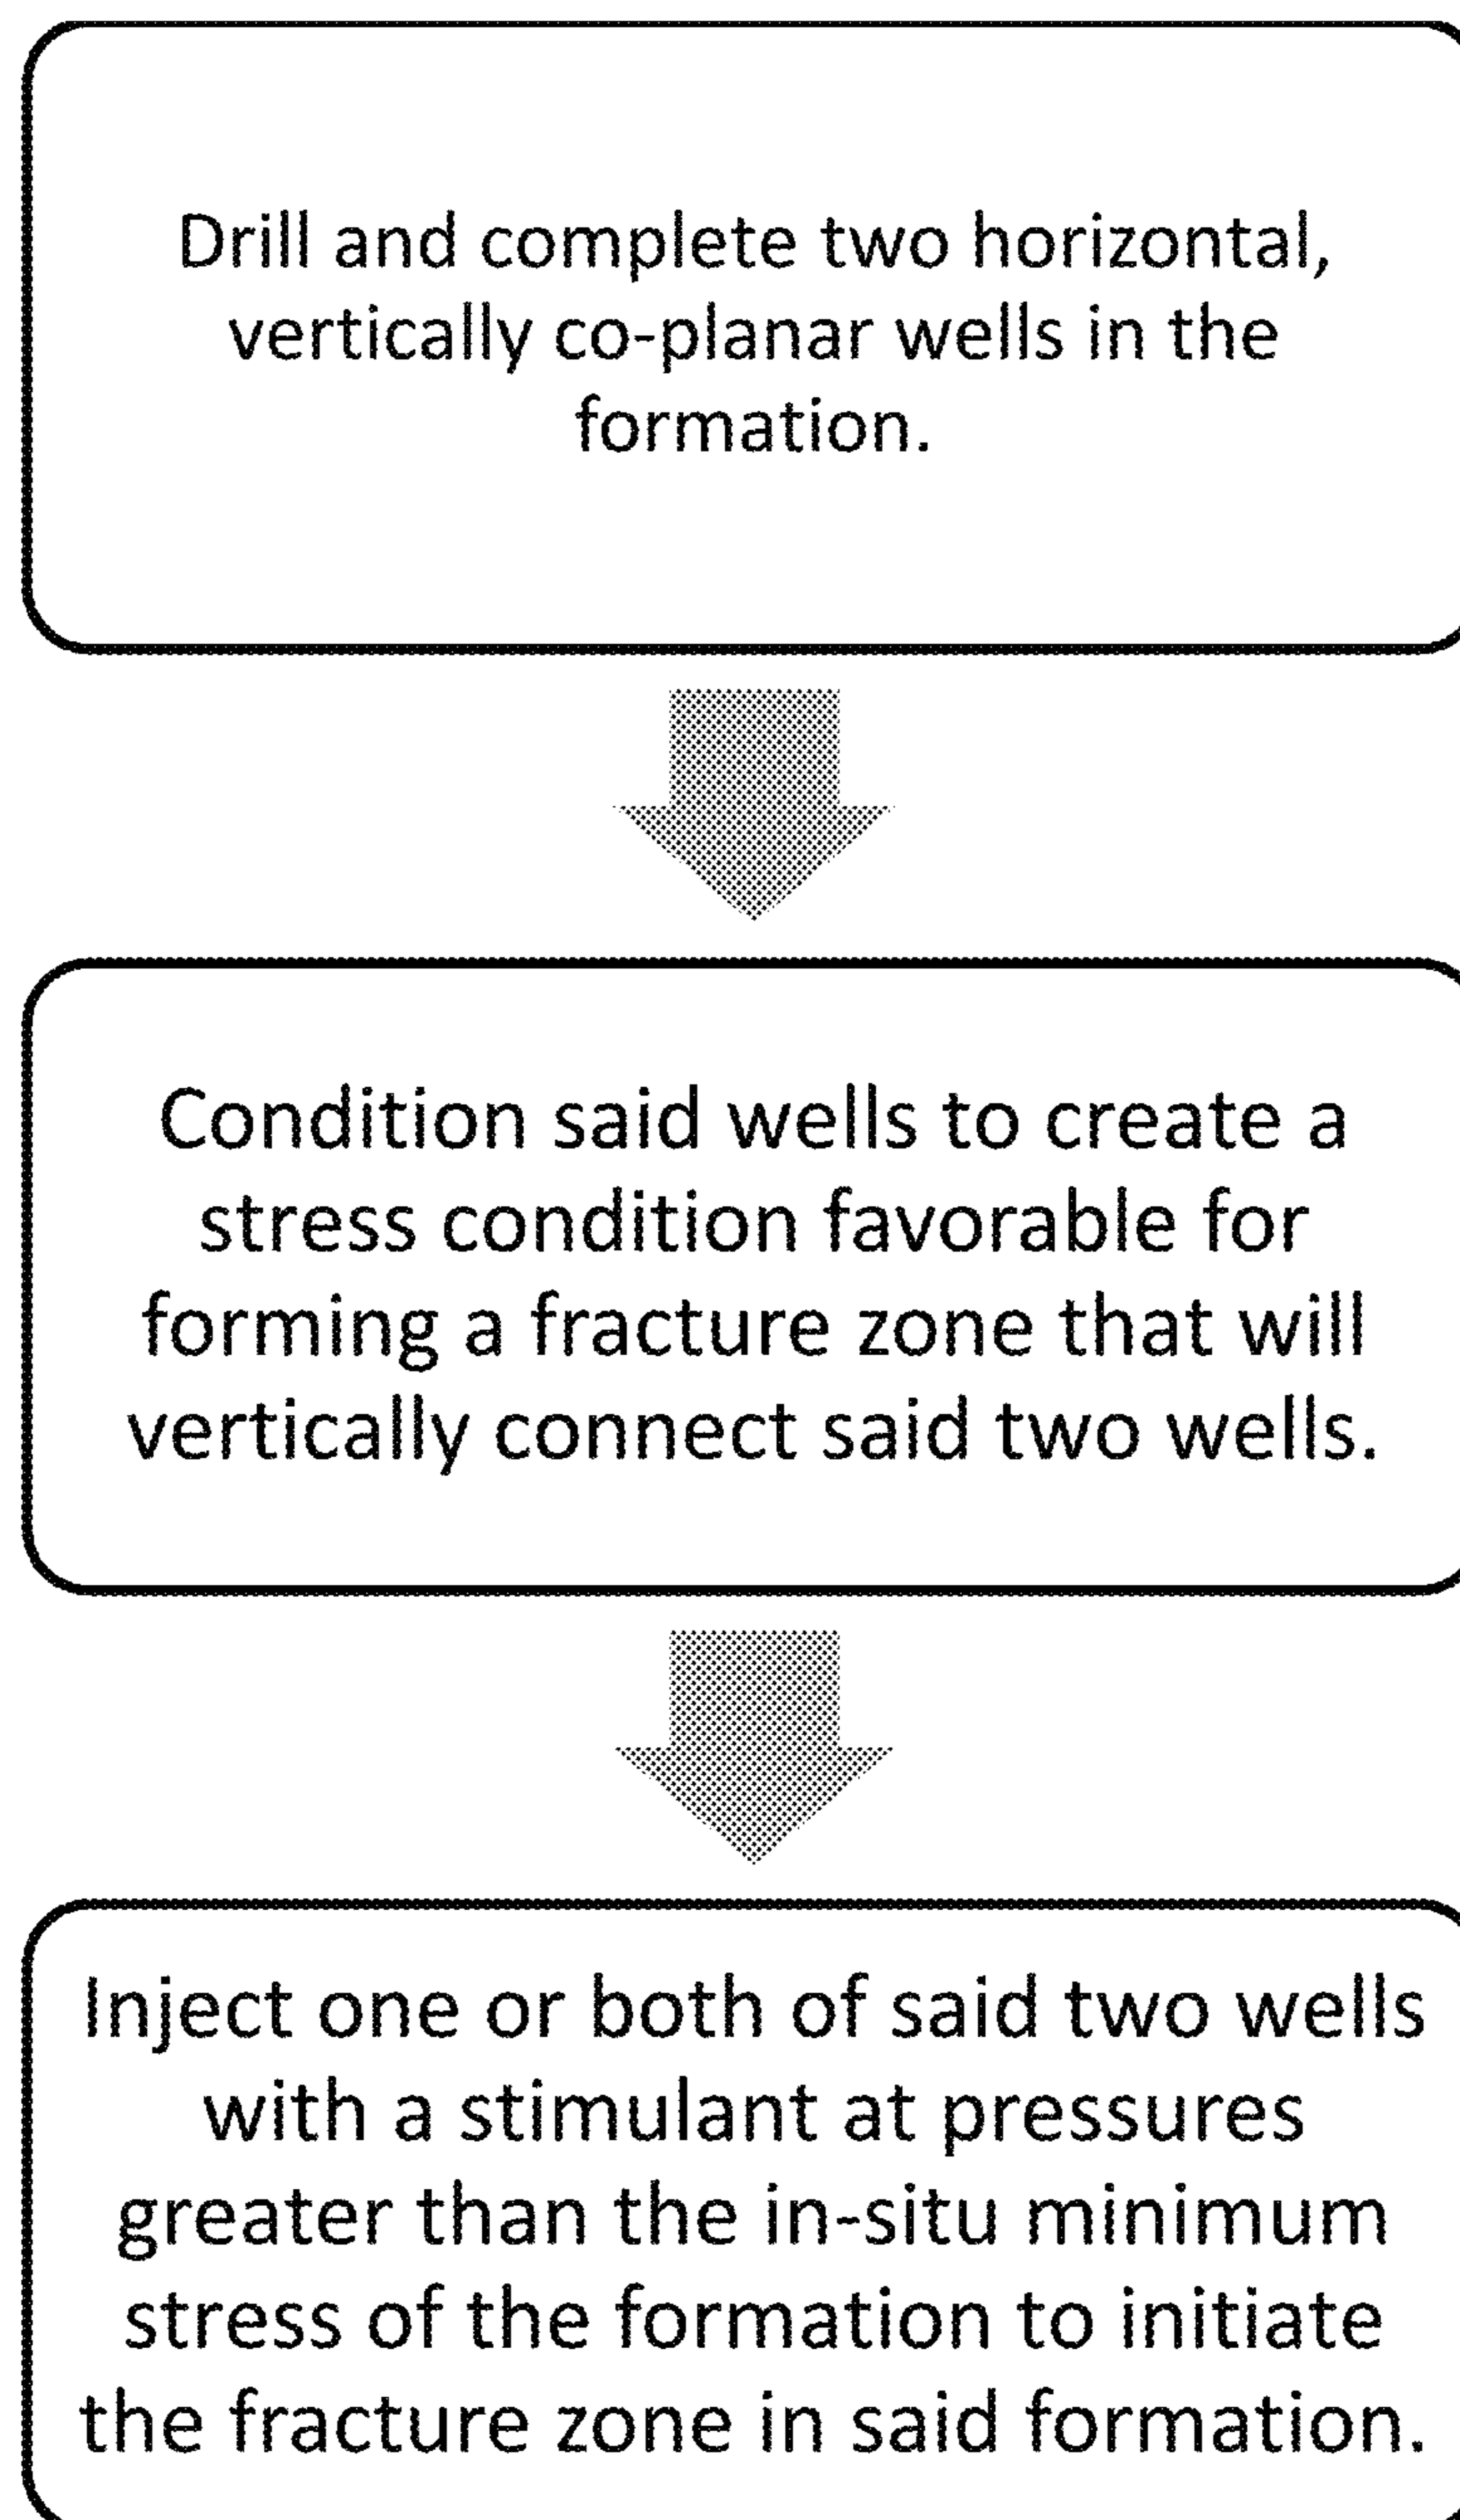 Drill and complete two horizontal,
vertically co-planar wells in the
formation.
Condition said wells to create a
stress condition favorable for
forming a fracture zone that will
vertically connect said two wells.
Inject one or both of said two wells
with a stimulant at pressures
greater than the in-situ minimum
stress of the formation to initiate
the fracture zone in said formation.